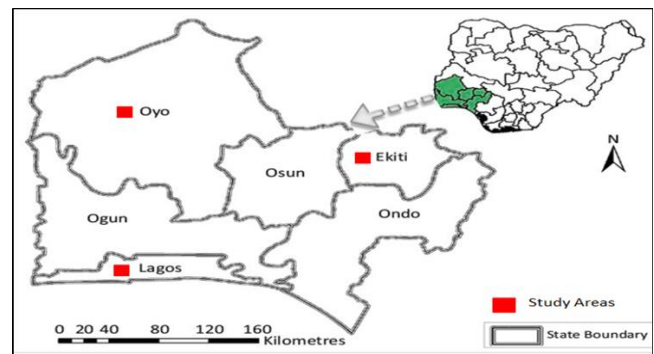 Oyo
N
Osun
Ekiti
Ogun
Ondo
Lagos
Study Areas
0 20 40 80 120 160
Kilometres
State Boundary